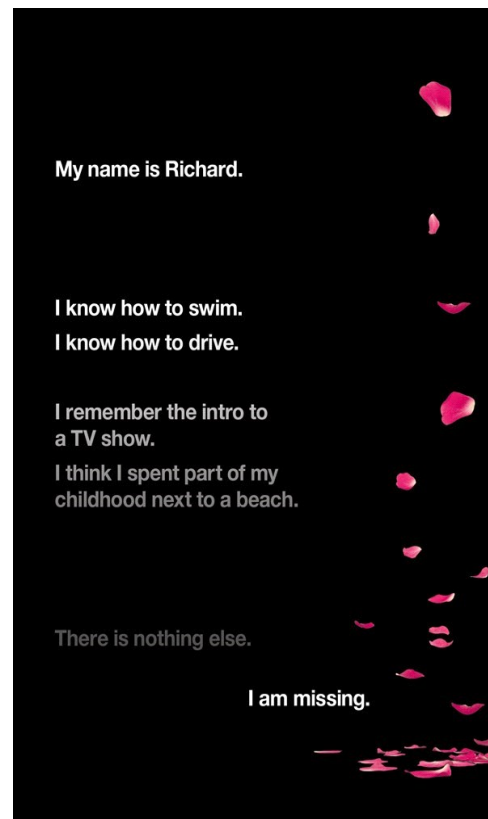 My name is Richard.
I know how to swim.
I know how to drive.
I remember the intro to
a TV show.
I think I spent part of my
childhood next to a beach.
There is nothing else.
I am missing.